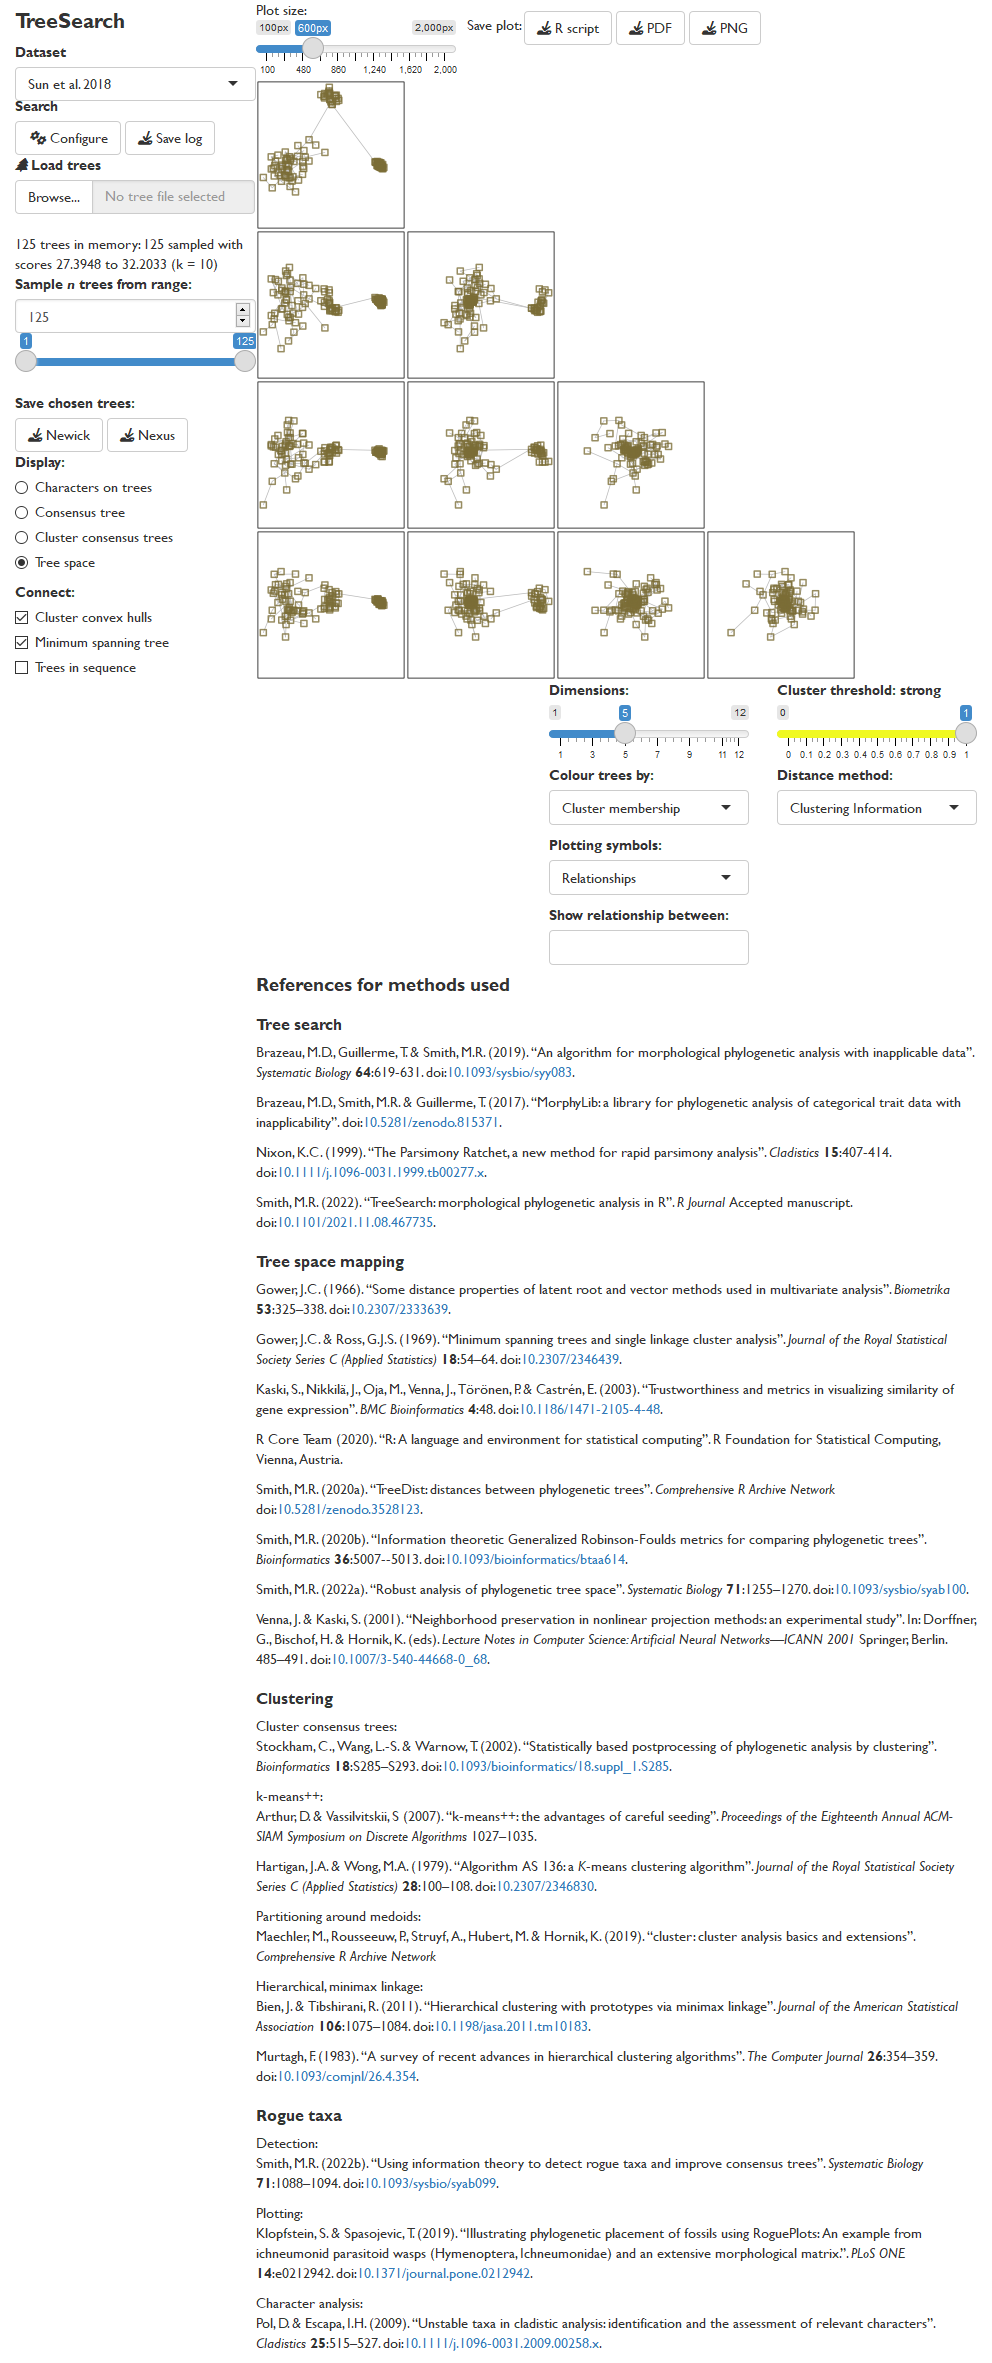 TreeSearch
Dataset
Sun et al. 2018
Search
Configure
Save log
Load trees
Browse...
No tree file selected
125 trees in memory: 125 sampled with
scores 27.3948 to 32.2033 (k = 10)
Sample n trees from range:
125
1
125
Save chosen trees:
Newick
Nexus
Display:
Characters on trees
Consensus tree
Cluster consensus trees
Tree space
Connect:
Cluster convex hulls
Minimum spanning tree
Trees in sequence
Plot size:
100px 600px 2,000px
100 480 860 1,240 1,620 2,000
Save plot:
R script
PDF
PNG
Dimensions:
1 5 12
1 3 5 7 9 11 12
Colour trees by:
Cluster membership
Plotting symbols:
Relationships
Show relationship between:
Cluster threshold: strong
0 1
0 0.1 0.2 0.3 0.4 0.5 0.6 0.7 0.8 0.9 1
Distance method:
Clustering Information
References for methods used
Tree search
Brazeau, M.D., Guillerme, T. & Smith, M.R. (2019). “An algorithm for morphological phylogenetic analysis with inapplicable data”.
Systematic Biology 64:619-631. doi:10.1093/sysbio/syy083.
Brazeau, M.D., Smith, M.R. & Guillerme, T. (2017). “MorphyLib: a library for phylogenetic analysis of categorical trait data with
inapplicability”. doi:10.5281/zenodo.815371.
Nixon, K.C. (1999). “The Parsimony Ratchet, a new method for rapid parsimony analysis”. Cladistics 15:407-414.
doi:10.1111/j.1096-0031.1999.tb00277.x.
Smith, M.R. (2022). “TreeSearch: morphological phylogenetic analysis in R”. R Journal Accepted manuscript.
doi:10.1101/2021.11.08.467735.
Tree space mapping
Gower, J.C. (1966). “Some distance properties of latent root and vector methods used in multivariate analysis”. Biometrika
53:325–338. doi:10.2307/2333639.
Gower, J.C. & Ross, G.J.S. (1969). “Minimum spanning trees and single linkage cluster analysis”. Journal of the Royal Statistical
Society Series C (Applied Statistics) 18:54–64. doi:10.2307/2346439.
Kaski, S., Nikkilä, J., Oja, M., Venna, J., Törönen, P. & Castrén, E. (2003). “Trustworthiness and metrics in visualizing similarity of
gene expression”. BMC Bioinformatics 4:48. doi:10.1186/1471-2105-4-48.
R Core Team (2020). “R: A language and environment for statistical computing”. R Foundation for Statistical Computing,
Vienna, Austria.
Smith, M.R. (2020a). “TreeDist: distances between phylogenetic trees”. Comprehensive R Archive Network
doi:10.5281/zenodo.3528123.
Smith, M.R. (2020b). “Information theoretic Generalized Robinson-Foulds metrics for comparing phylogenetic trees”.
Bioinformatics 36:5007--5013. doi:10.1093/bioinformatics/btaa614.
Smith, M.R. (2022a). “Robust analysis of phylogenetic tree space”. Systematic Biology 71:1255–1270. doi:10.1093/sysbio/syab100.
Venna, J. & Kaski, S. (2001). “Neighborhood preservation in nonlinear projection methods: an experimental study”. In: Dorffner,
G., Bischof, H. & Hornik, K. (eds). Lecture Notes in Computer Science: Artificial Neural Networks—ICANN 2001 Springer, Berlin.
485–491. doi:10.1007/3-540-44668-0_68.
Clustering
Cluster consensus trees:
Stockham, C., Wang, L.-S. & Warnow, T. (2002). “Statistically based postprocessing of phylogenetic analysis by clustering”.
Bioinformatics 18:S285–S293. doi:10.1093/bioinformatics/18.suppl_1.S285.
k-means++:
Arthur, D. & Vassilvitskii, S (2007). “k-means++: the advantages of careful seeding”. Proceedings of the Eighteenth Annual ACM-
SIAM Symposium on Discrete Algorithms 1027–1035.
Hartigan, J.A. & Wong, M.A. (1979). “Algorithm AS 136: a K-means clustering algorithm”. Journal of the Royal Statistical Society
Series C (Applied Statistics) 28:100–108. doi:10.2307/2346830.
Partitioning around medoids:
Maechler, M., Rousseeuw, P., Struyf, A., Hubert, M. & Hornik, K. (2019). “cluster: cluster analysis basics and extensions”.
Comprehensive R Archive Network
Hierarchical, minimax linkage:
Bien, J. & Tibshirani, R. (2011). “Hierarchical clustering with prototypes via minimax linkage”. Journal of the American Statistical
Association 106:1075–1084. doi:10.1198/jasa.2011.tm10183.
Murtagh, F. (1983). “A survey of recent advances in hierarchical clustering algorithms”. The Computer Journal 26:354–359.
doi:10.1093/comjnl/26.4.354.
Rogue taxa
Detection:
Smith, M.R. (2022b). “Using information theory to detect rogue taxa and improve consensus trees”. Systematic Biology
71:1088–1094. doi:10.1093/sysbio/syab099.
Plotting:
Klopfstein, S. & Spasojevic, T. (2019). “Illustrating phylogenetic placement of fossils using RoguePlots: An example from
ichneumonid parasitoid wasps (Hymenoptera, Ichneumonidae) and an extensive morphological matrix.”. PLoS ONE
14:e0212942. doi:10.1371/journal.pone.0212942.
Character analysis:
Pol, D. & Escapa, I.H. (2009). “Unstable taxa in cladistic analysis: identification and the assessment of relevant characters”.
Cladistics 25:515–527. doi:10.1111/j.1096-0031.2009.00258.x.